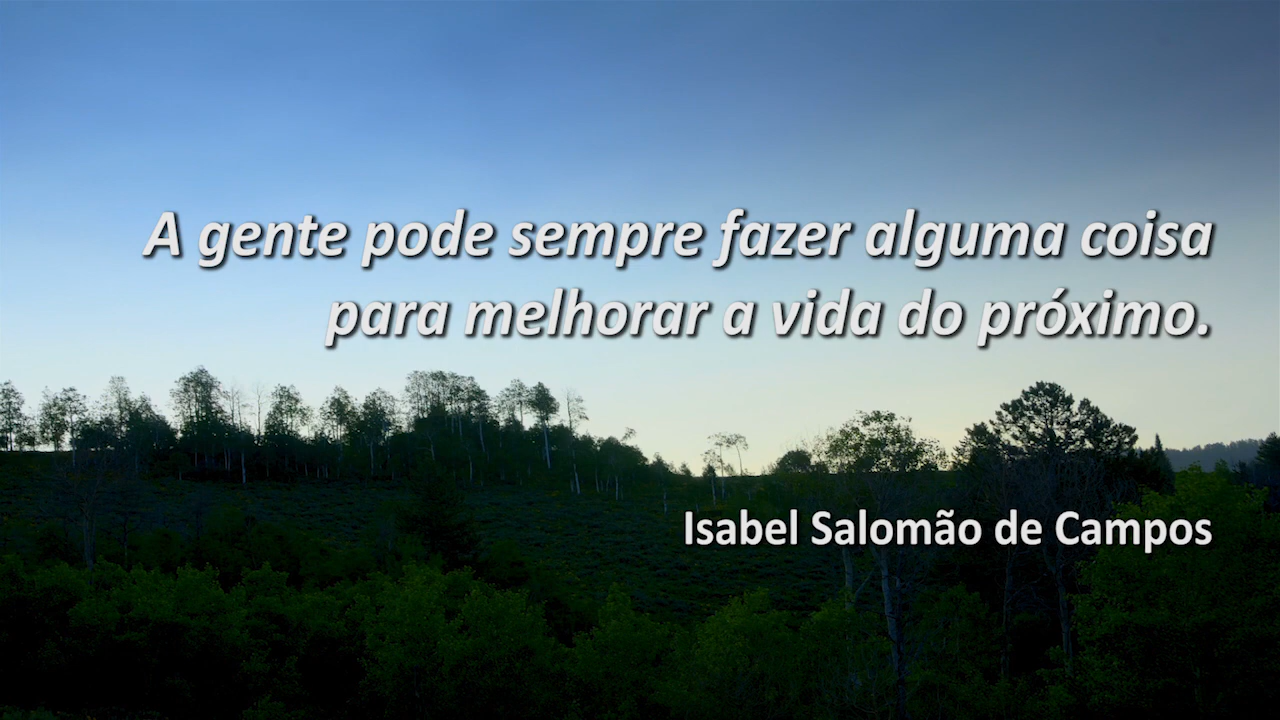 A gente pode sempre fazer alguma coisa
para melhorar a vida do próximo.
Isabel Salomão de Campos